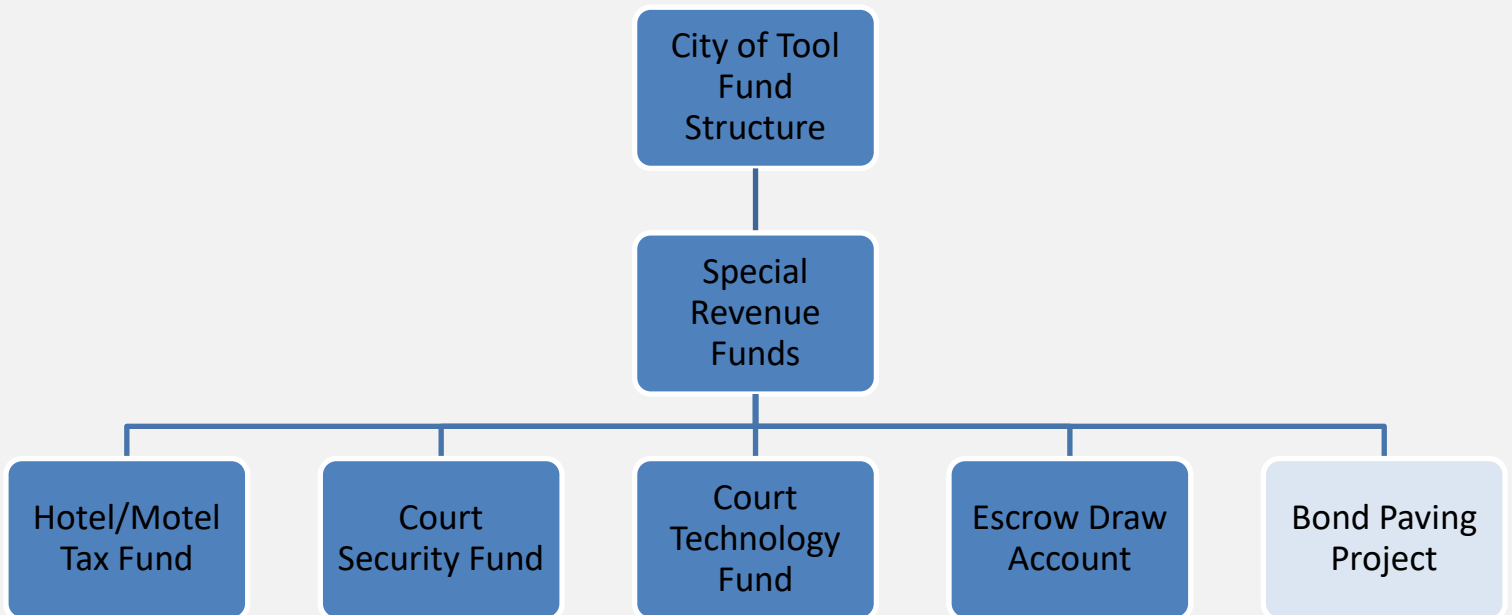 City of Tool
Fund
Structure
Special
Revenue
Funds
Hotel/Motel
Tax Fund
Court
Security Fund
Court
Technology
Fund
Escrow Draw
Account
Bond Paving
Project